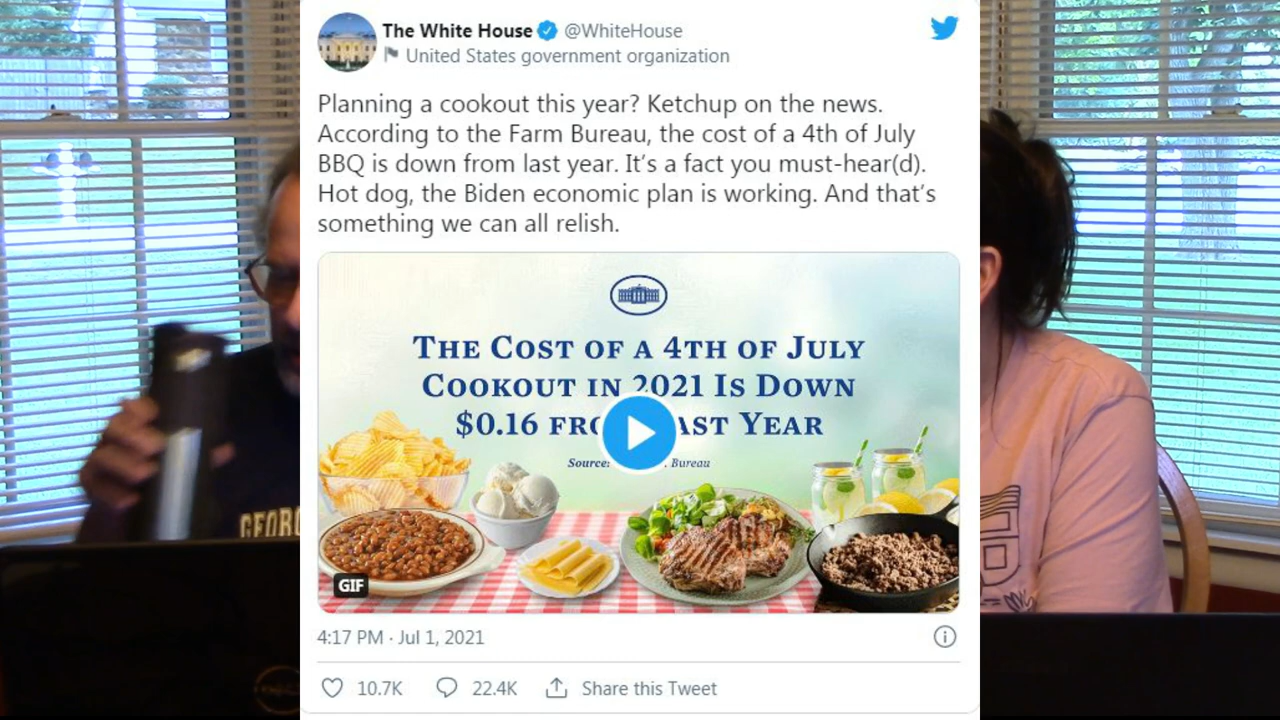 The White House @WhiteHouse
United States government organization
Planning a cookout this year? Ketchup on the news.
According to the Farm Bureau, the cost of a 4th of July
BBQ is down from last year. It's a fact you must-hear(d).
Hot dog, the Biden economic plan is working. And that's
something we can all relish.
THE COST OF A 4TH OF JULY
COOKOUT IN 2021 IS DOWN
$0.16 AST YEAR
Source: Bureau
GIF
4:17 PM · Jul 1, 2021
10.7K 22.4K Share this Tweet